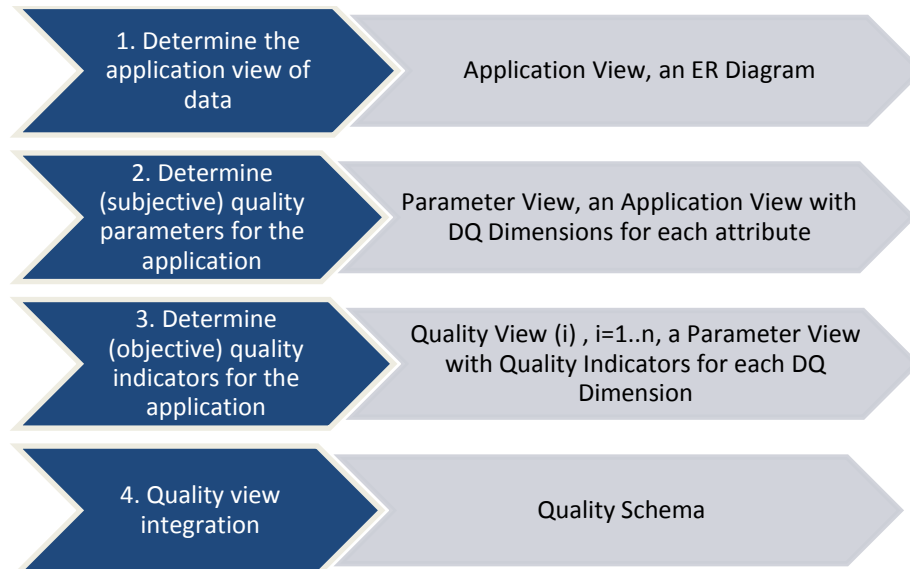 1. Determine the
application view of
data
Application View, an ER Diagram
2. Determine
(subjective) quality
parameters for the
application
Parameter View, an Application View with
DQ Dimensions for each attribute
3. Determine
(objective) quality
indicators for the
application
Quality View (i) , i=1..n, a Parameter View
with Quality Indicators for each DQ
Dimension
4. Quality view
integration
Quality Schema